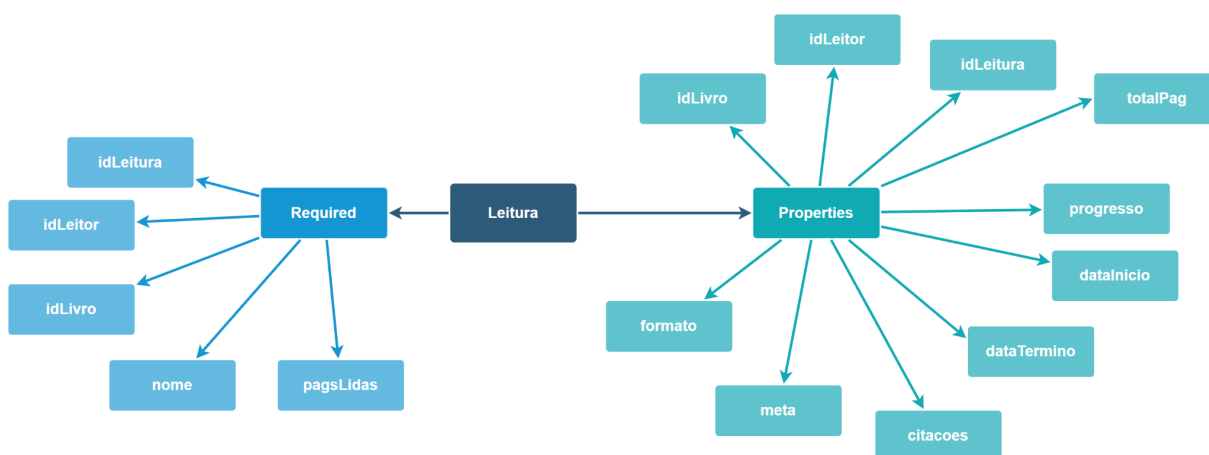 idLeitor
idLeitura
idLivro
totalPag
idLeitura
idLeitor
Required
Leitura
Properties
progresso
dataInicio
idLivro
formato
dataTermino
nome
pagsLidas
meta
citacoes